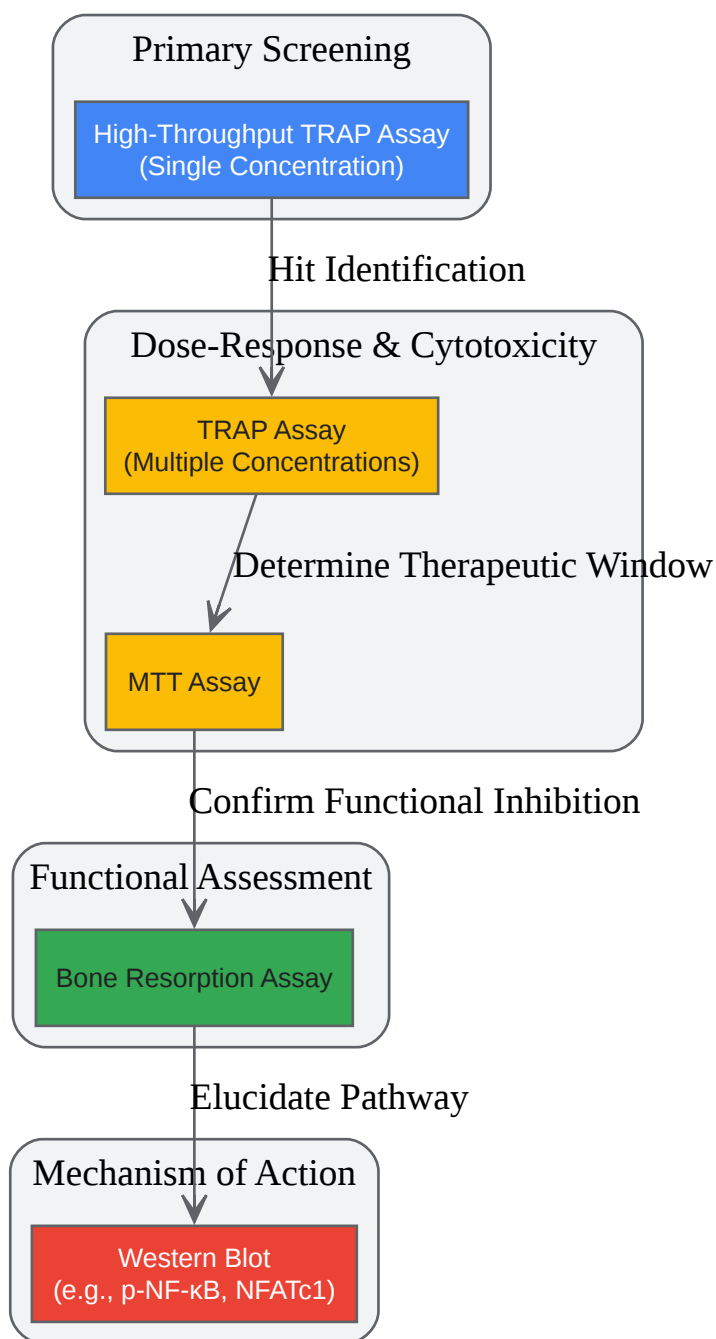 Primary Screening
High-Throughput TRAP Assay
(Single Concentration)
Hit Identification
Dose-Response & Cytotoxicity
TRAP Assay
(Multiple Concentrations)
Determine Therapeutic Window
MTT Assay
Confirm Functional Inhibition
Functional Assessment
Bone Resorption Assay
Elucidate Pathway
Mechanism of Action
Western Blot
(e.g., p-NF-κB, NFATc1)